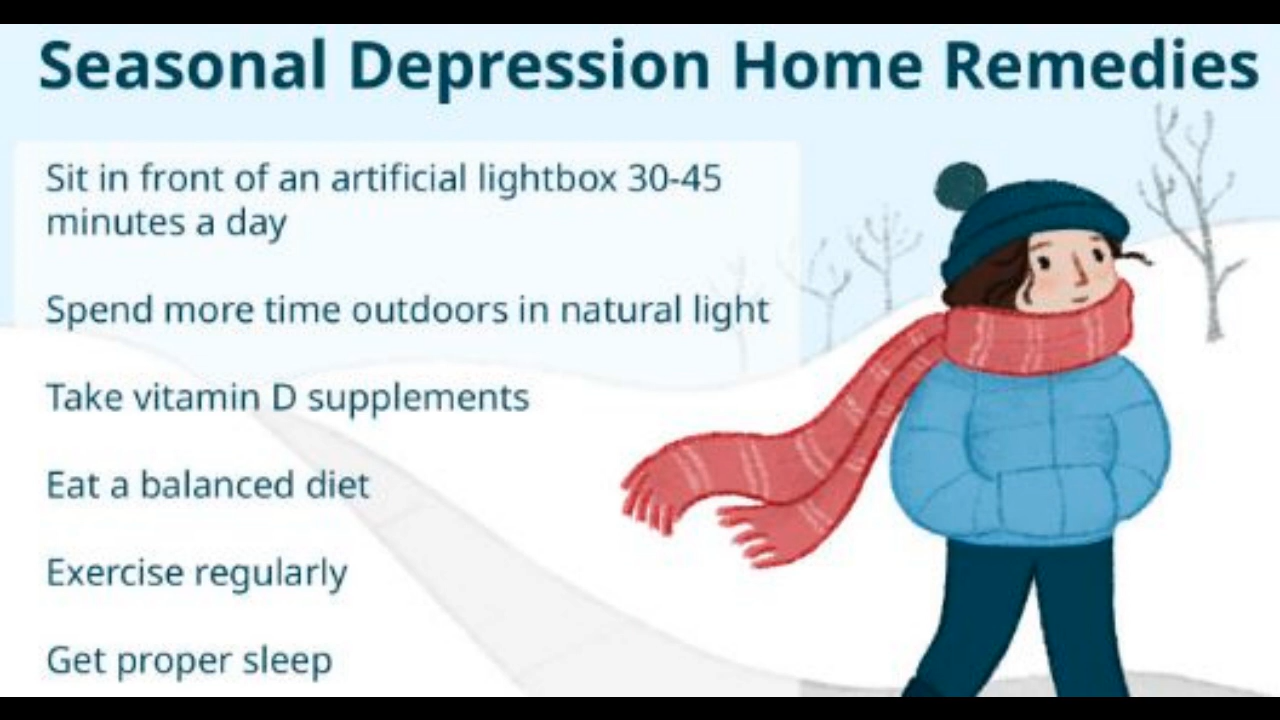 Seasonal Depression Home Remedies
Sit in front of an artificial lightbox 30-45
minutes a day
Spend more time outdoors in natural light
Take vitamin D supplements
Eat a balanced diet
Exercise regularly
Get proper sleep